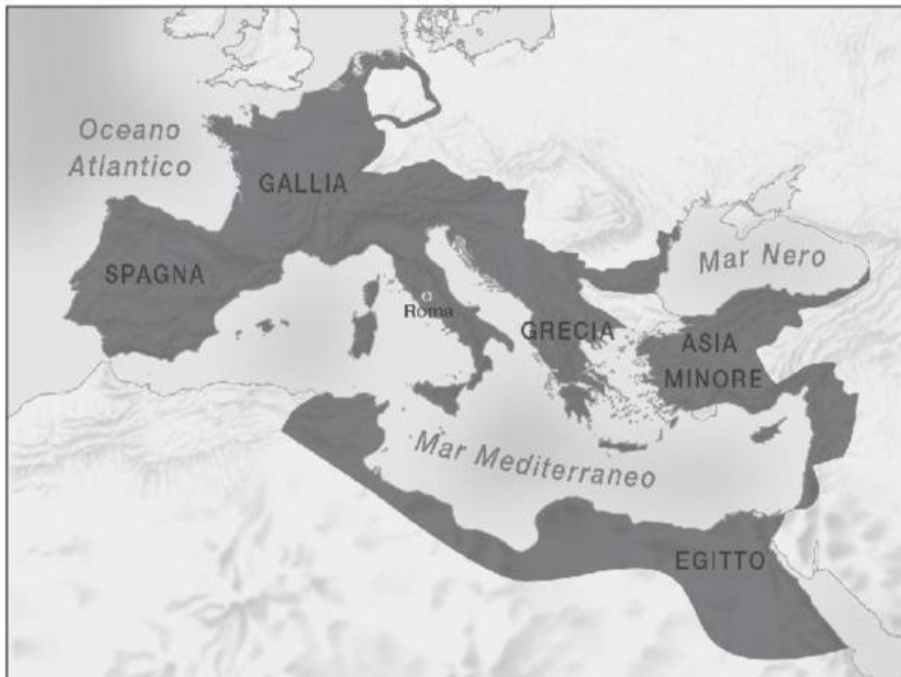 Oceano
Atlantico
GALLIA
SPAGNA
Roma
Mar Nero
GRECIA
ASIA
MINORE
Mar Mediterraneo
EGITTO